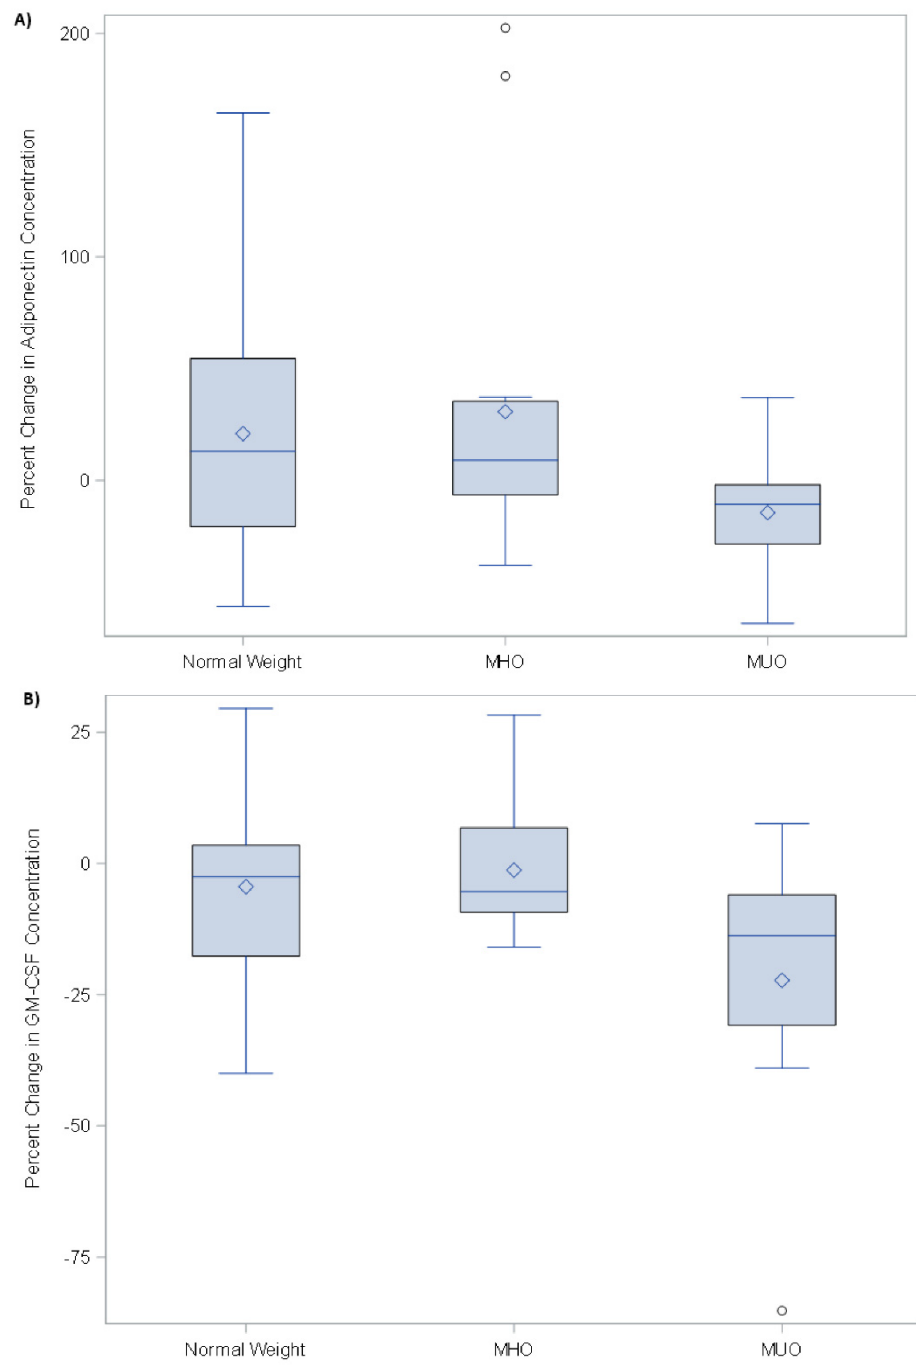 A)
Percent Change in Adiponectin Concentration
200
100
0
Normal Weight MHO MUO
B)
Percent Change in GM-CSF Concentration
25
0
-25
-50
-75
Normal Weight MHO MUO